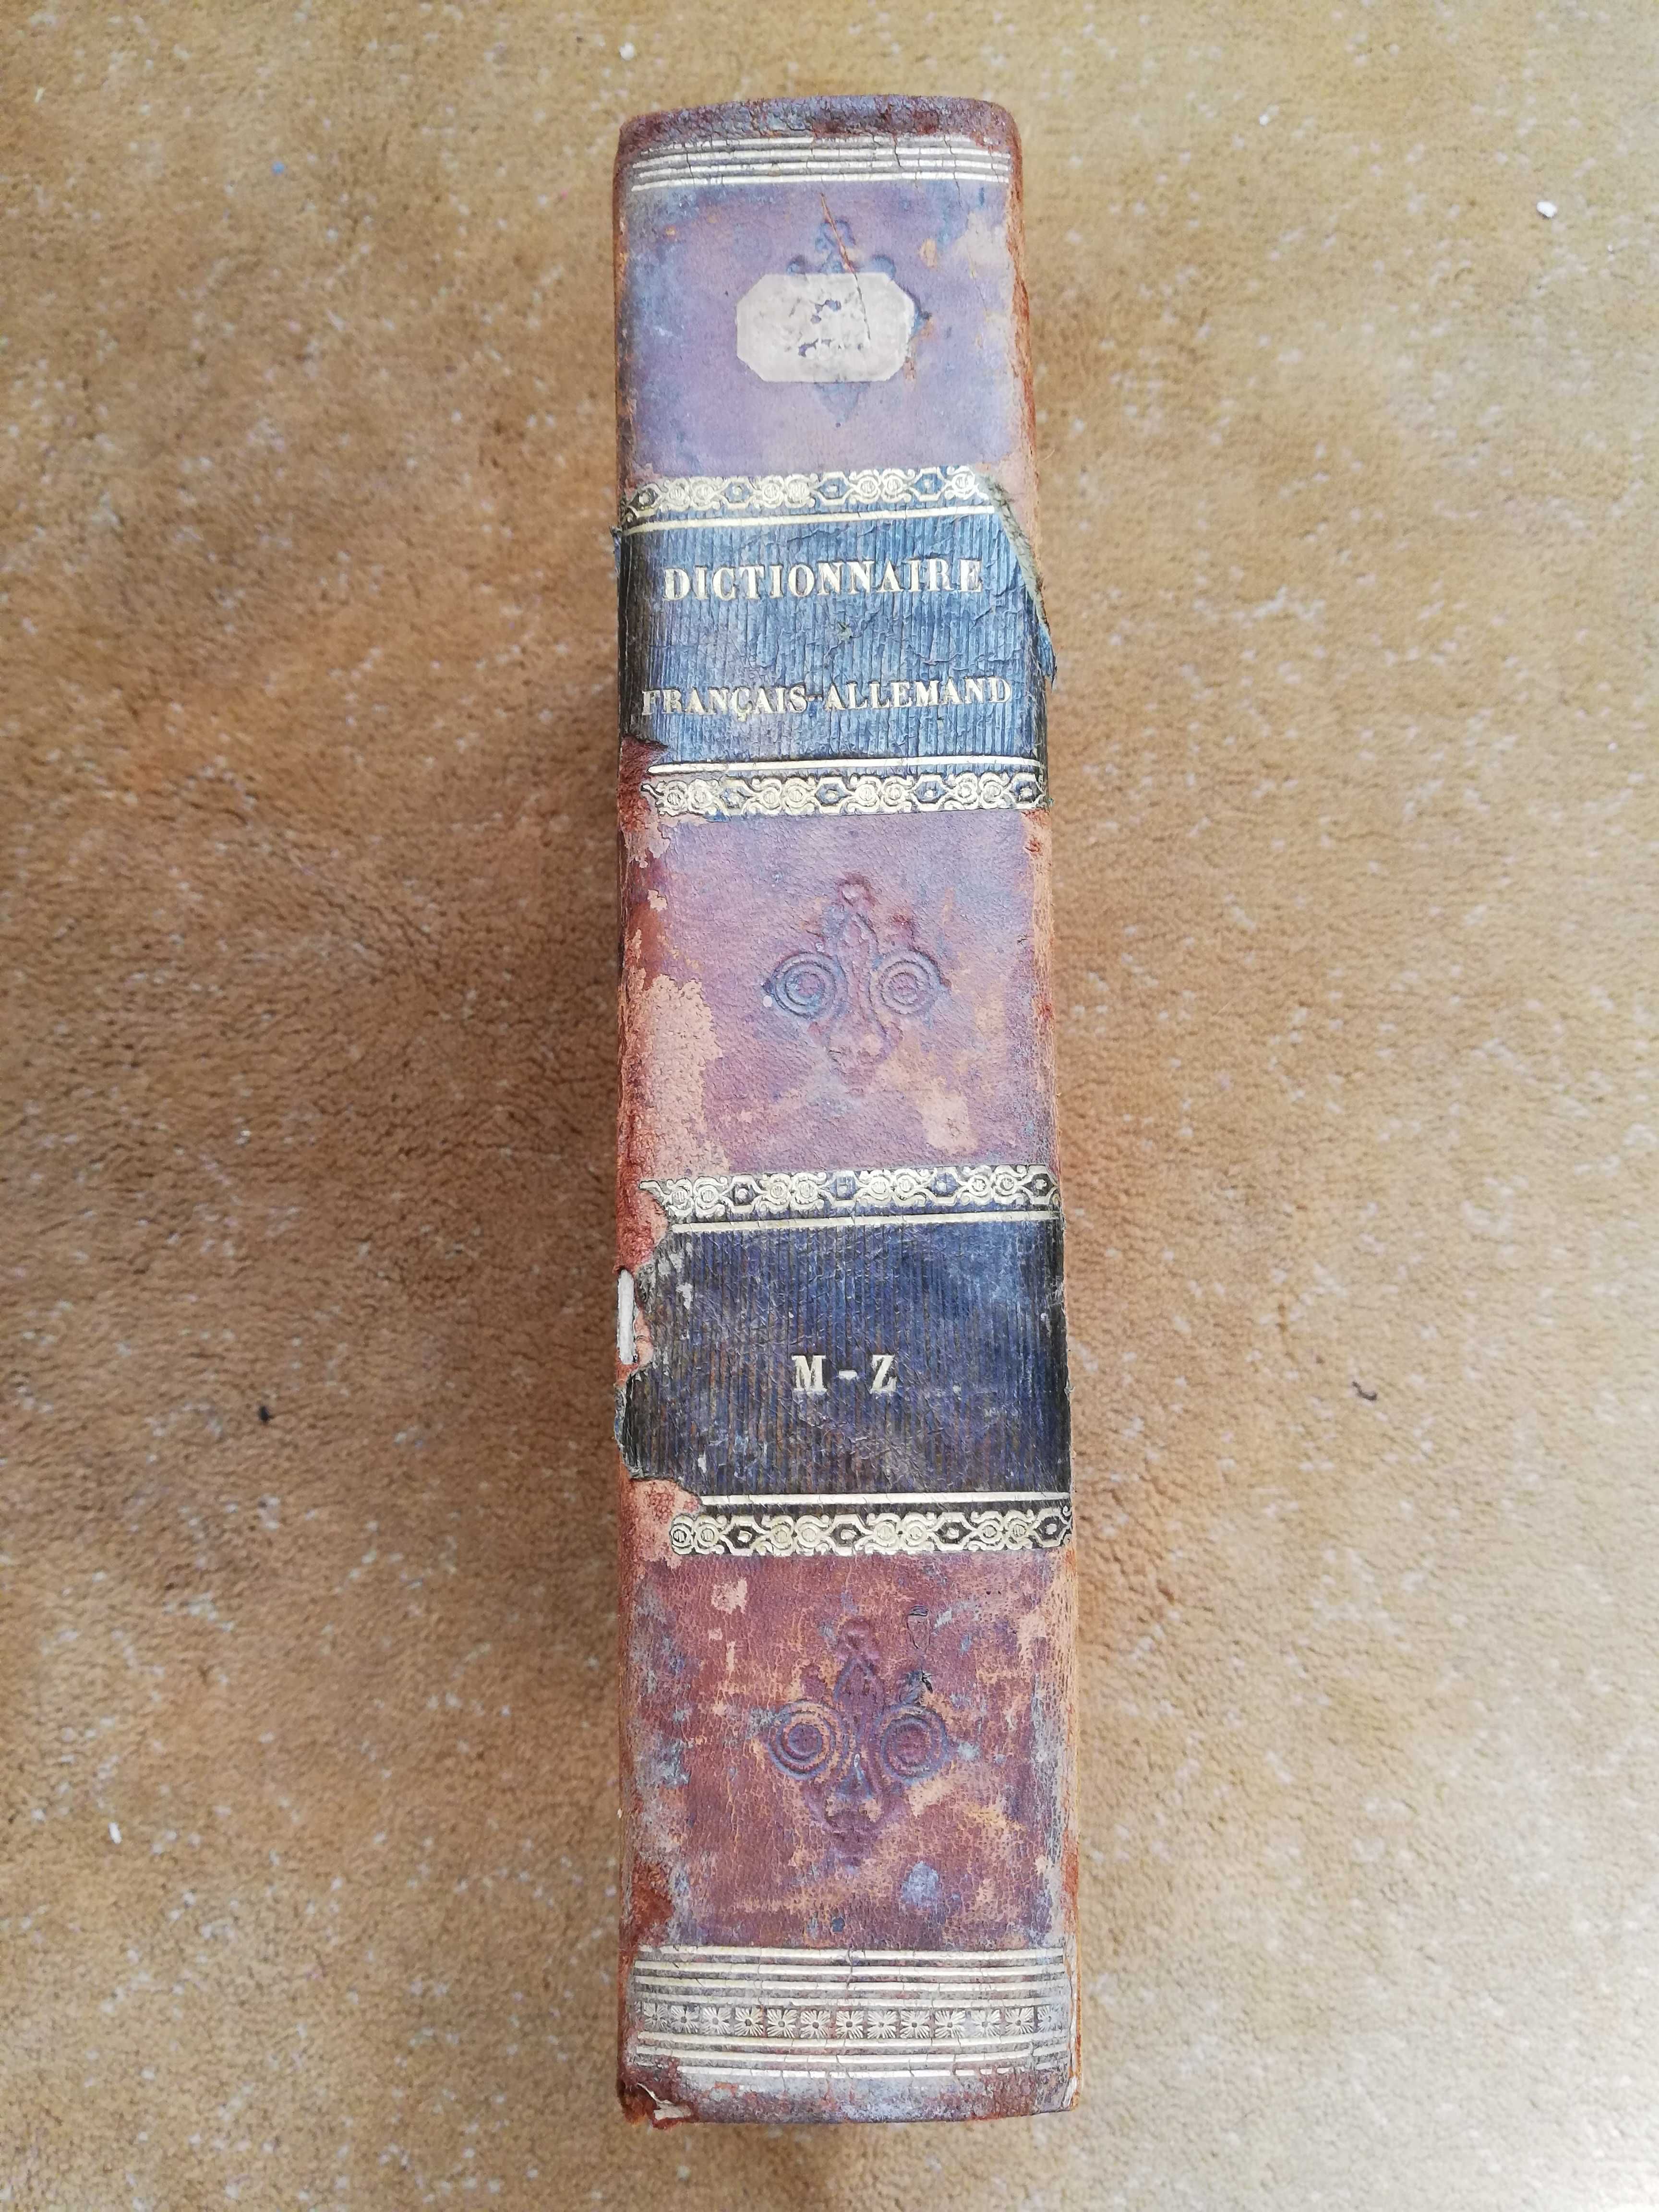 DICTIONNAIRE
FRANÇAIS-ALLEMAND
M-Z